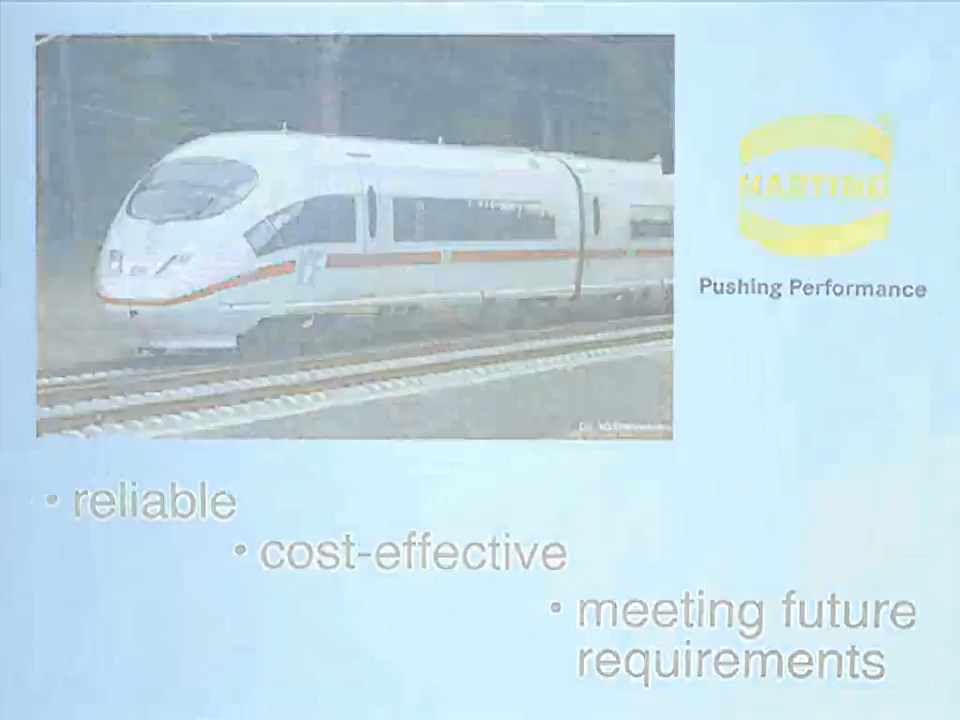 HARTING
Pushing Performance
• reliable
• cost-effective
• meeting future
requirements